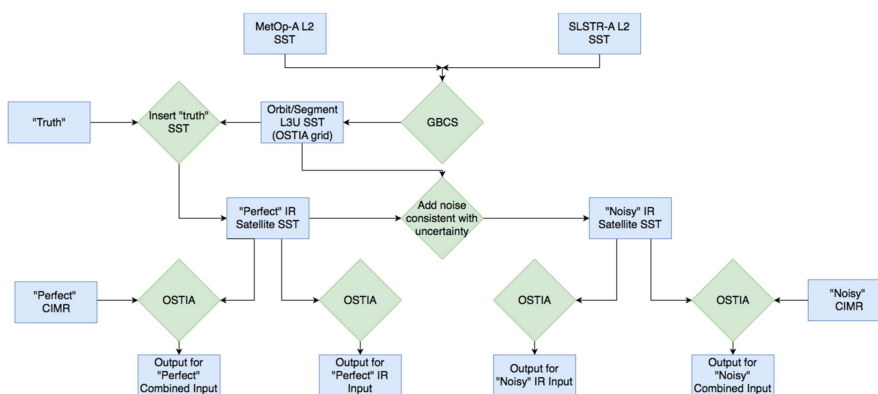 MetOp-A L2
SST
SLSTR-A L2
SST
"Truth"
Insert "truth"
SST
Orbit/Segment
L3U SST
(OSTIA grid)
GBCS
"Perfect" IR
Satellite SST
Add noise
consistent with
uncertainty
"Noisy" IR
Satellite SST
"Perfect"
CIMR
OSTIA
OSTIA
OSTIA
OSTIA
"Noisy"
CIMR
Output for
"Perfect"
Combined Input
Output for
"Perfect" IR
Input
Output for
"Noisy" IR Input
Output for
"Noisy"
Combined Input